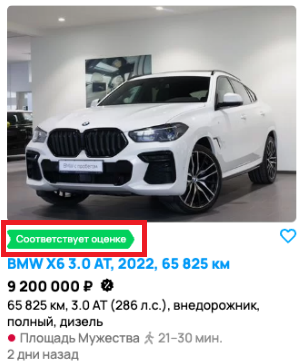 Соответствует оценке
BMW X6 3.0 AT, 2022, 65 825 км
9 200 000 ₽
65 825 км, 3.0 AT (286 л.с.), внедорожник,
полный, дизель
Площадь Мужества 21–30 мин.
2 дня назад